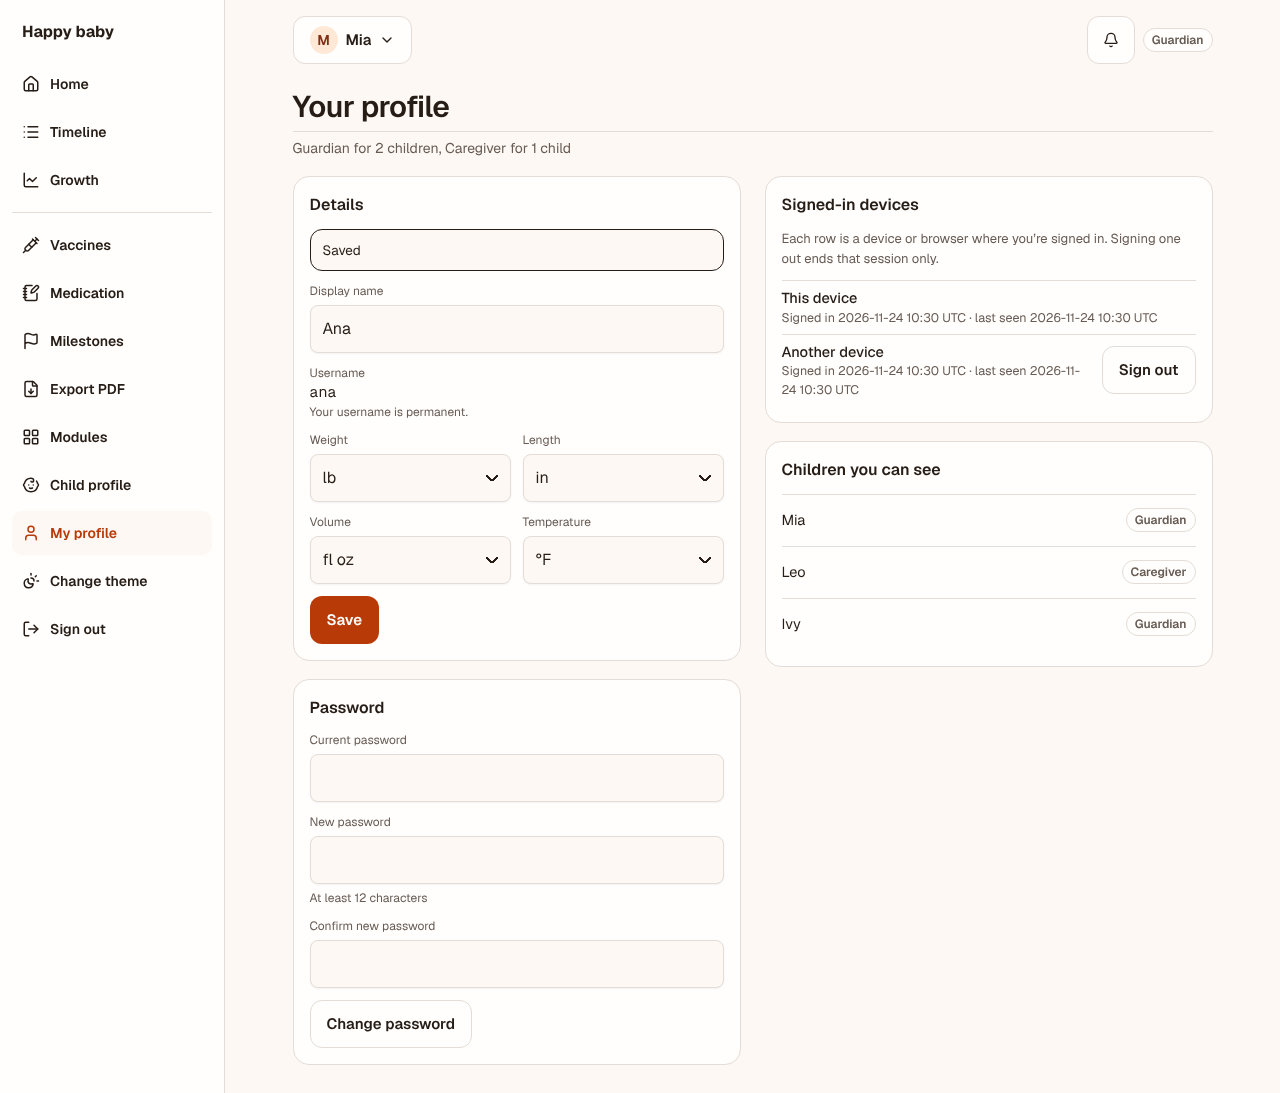 Happy baby
Home
Timeline
Growth
Vaccines
Medication
Milestones
Export PDF
Modules
Child profile
My profile
Change theme
Sign out
M Mia
Guardian
Your profile
Guardian for 2 children, Caregiver for 1 child
Details
Saved
Display name
Ana
Username
ana
Your username is permanent.
Weight Length
lb in
Volume Temperature
fl oz °F
Save
Password
Current password
New password
At least 12 characters
Confirm new password
Change password
Signed-in devices
Each row is a device or browser where you're signed in. Signing one
out ends that session only.
This device
Signed in 2026-11-24 10:30 UTC · last seen 2026-11-24 10:30 UTC
Another device
Signed in 2026-11-24 10:30 UTC · last seen 2026-11-
24 10:30 UTC
Sign out
Children you can see
Mia Guardian
Leo Caregiver
Ivy Guardian